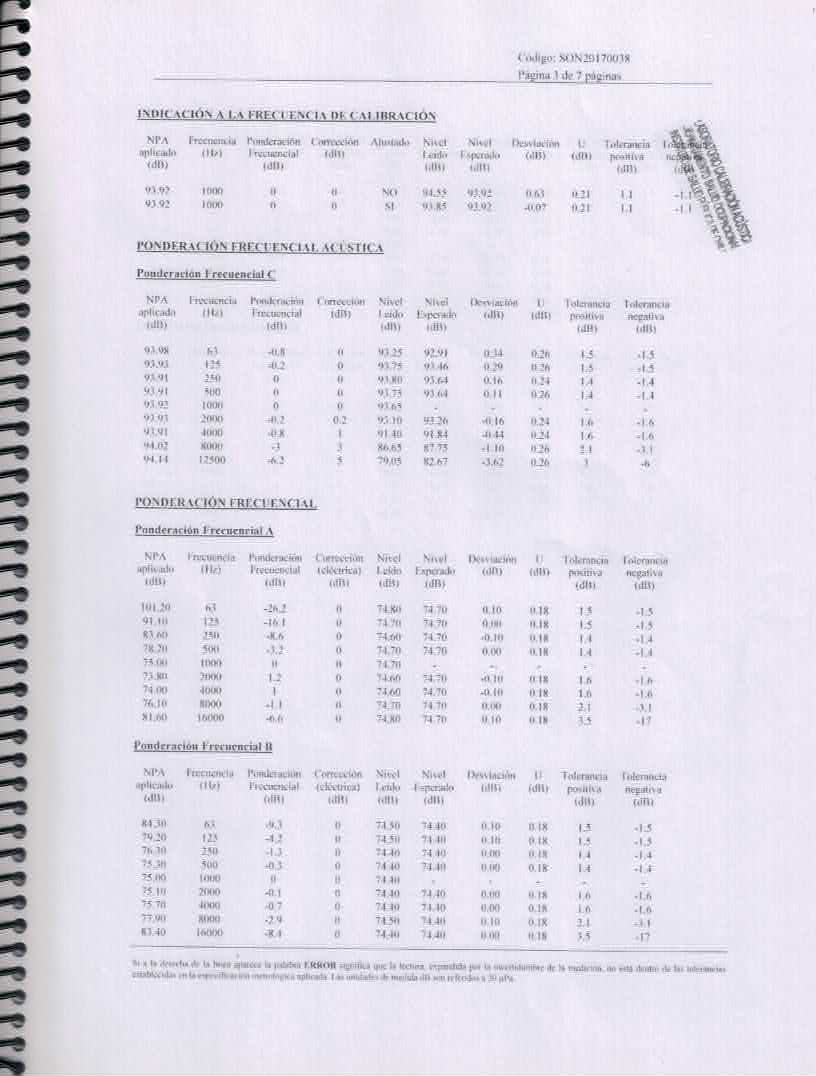 Código: SON20170038
Página 3 de 7 páginas
INDICACIÓN A LA FRECUENCIA DE CALIBRACIÓN
NPA aplicado (dB) Frecuencia (Hz) Ponderación Frecuencial (dB) Corrección (dB) Ajustado Nivel Leído (dB) Nivel Esperado (dB) Desviación (dB) U (dB) Tolerancia positiva (dB) Tolerancia negativa (dB)
93.92 1000 0 0 NO 94.55 93.92 0.63 0.21 1.1 -1.1
93.92 1000 0 0 SI 93.85 93.92 -0.07 0.21 1.1 -1.1
LABORATORIO CALIBRACIÓN ACÚSTICA
SALUD OCUPACIONAL
PONDERACIÓN FRECUENCIAL ACÚSTICA
Ponderación Frecuencial C
NPA aplicado (dB) Frecuencia (Hz) Ponderación Frecuencial (dB) Corrección (dB) Nivel Leído (dB) Nivel Esperado (dB) Desviación (dB) U (dB) Tolerancia positiva (dB) Tolerancia negativa (dB)
93.98 63 -0.8 0 93.25 92.91 0.34 0.26 1.5 -1.5
93.93 125 -0.2 0 93.75 93.46 0.29 0.26 1.5 -1.5
93.91 250 0 0 93.80 93.64 0.16 0.24 1.4 -1.4
93.91 500 0 0 93.75 93.64 0.11 0.26 1.4 -1.4
93.92 1000 0 0 93.65 - - - - -
93.93 2000 -0.2 0.2 93.10 93.26 -0.16 0.24 1.6 -1.6
93.91 4000 -0.8 1 91.40 91.84 -0.44 0.24 1.6 -1.6
94.02 8000 -3 3 86.65 87.75 -1.10 0.26 2.1 -3.1
94.14 12500 -6.2 5 79.05 82.67 -3.62 0.26 3 -6
PONDERACIÓN FRECUENCIAL
Ponderación Frecuencial A
NPA aplicado (dB) Frecuencia (Hz) Ponderación Frecuencial (dB) Corrección (eléctrica) (dB) Nivel Leído (dB) Nivel Esperado (dB) Desviación (dB) U (dB) Tolerancia positiva (dB) Tolerancia negativa (dB)
101.20 63 -26.2 0 74.80 74.70 0.10 0.18 1.5 -1.5
91.10 125 -16.1 0 74.70 74.70 0.00 0.18 1.5 -1.5
83.60 250 -8.6 0 74.60 74.70 -0.10 0.18 1.4 -1.4
78.20 500 -3.2 0 74.70 74.70 0.00 0.18 1.4 -1.4
75.00 1000 0 0 74.70 - - - - -
73.80 2000 1.2 0 74.60 74.70 -0.10 0.18 1.6 -1.6
74.00 4000 1 0 74.60 74.70 -0.10 0.18 1.6 -1.6
76.10 8000 -1.1 0 74.70 74.70 0.00 0.18 2.1 -3.1
81.60 16000 -6.6 0 74.80 74.70 0.10 0.18 3.5 -17
Ponderación Frecuencial B
NPA aplicado (dB) Frecuencia (Hz) Ponderación Frecuencial (dB) Corrección (eléctrica) (dB) Nivel Leído (dB) Nivel Esperado (dB) Desviación (dB) U (dB) Tolerancia positiva (dB) Tolerancia negativa (dB)
84.30 63 -9.3 0 74.50 74.40 0.10 0.18 1.5 -1.5
79.20 125 -4.2 0 74.50 74.40 0.10 0.18 1.5 -1.5
76.30 250 -1.3 0 74.40 74.40 0.00 0.18 1.4 -1.4
75.30 500 -0.3 0 74.40 74.40 0.00 0.18 1.4 -1.4
75.00 1000 0 0 74.40 - - - - -
75.10 2000 -0.1 0 74.40 74.40 0.00 0.18 1.6 -1.6
75.70 4000 -0.7 0 74.40 74.40 0.00 0.18 1.6 -1.6
77.90 8000 -2.9 0 74.50 74.40 0.10 0.18 2.1 -3.1
83.40 16000 -8.4 0 74.40 74.40 0.00 0.18 3.5 -17
Si a la derecha de la línea aparece la palabra ERROR significa que la lectura, expandida por la incertidumbre de la medición, no está dentro de las tolerancias
establecidas en la especificación metrológica aplicada. Las unidades de medida dB son referidos a 20 µPa.